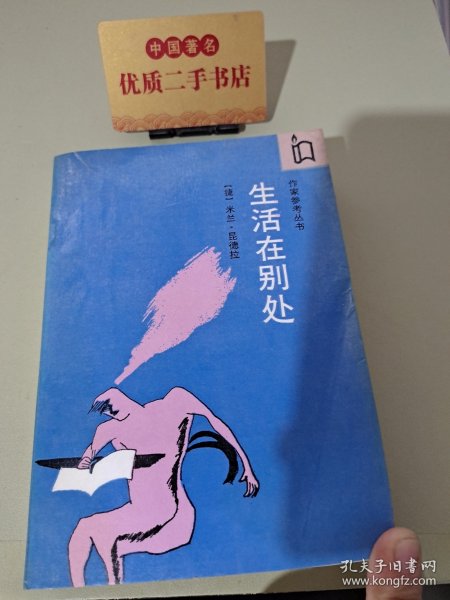 中国著名
优质二手书店
作家参考丛书
生活在别处
〔捷〕米兰·昆德拉
孔夫子旧书网
www.kongfz.com